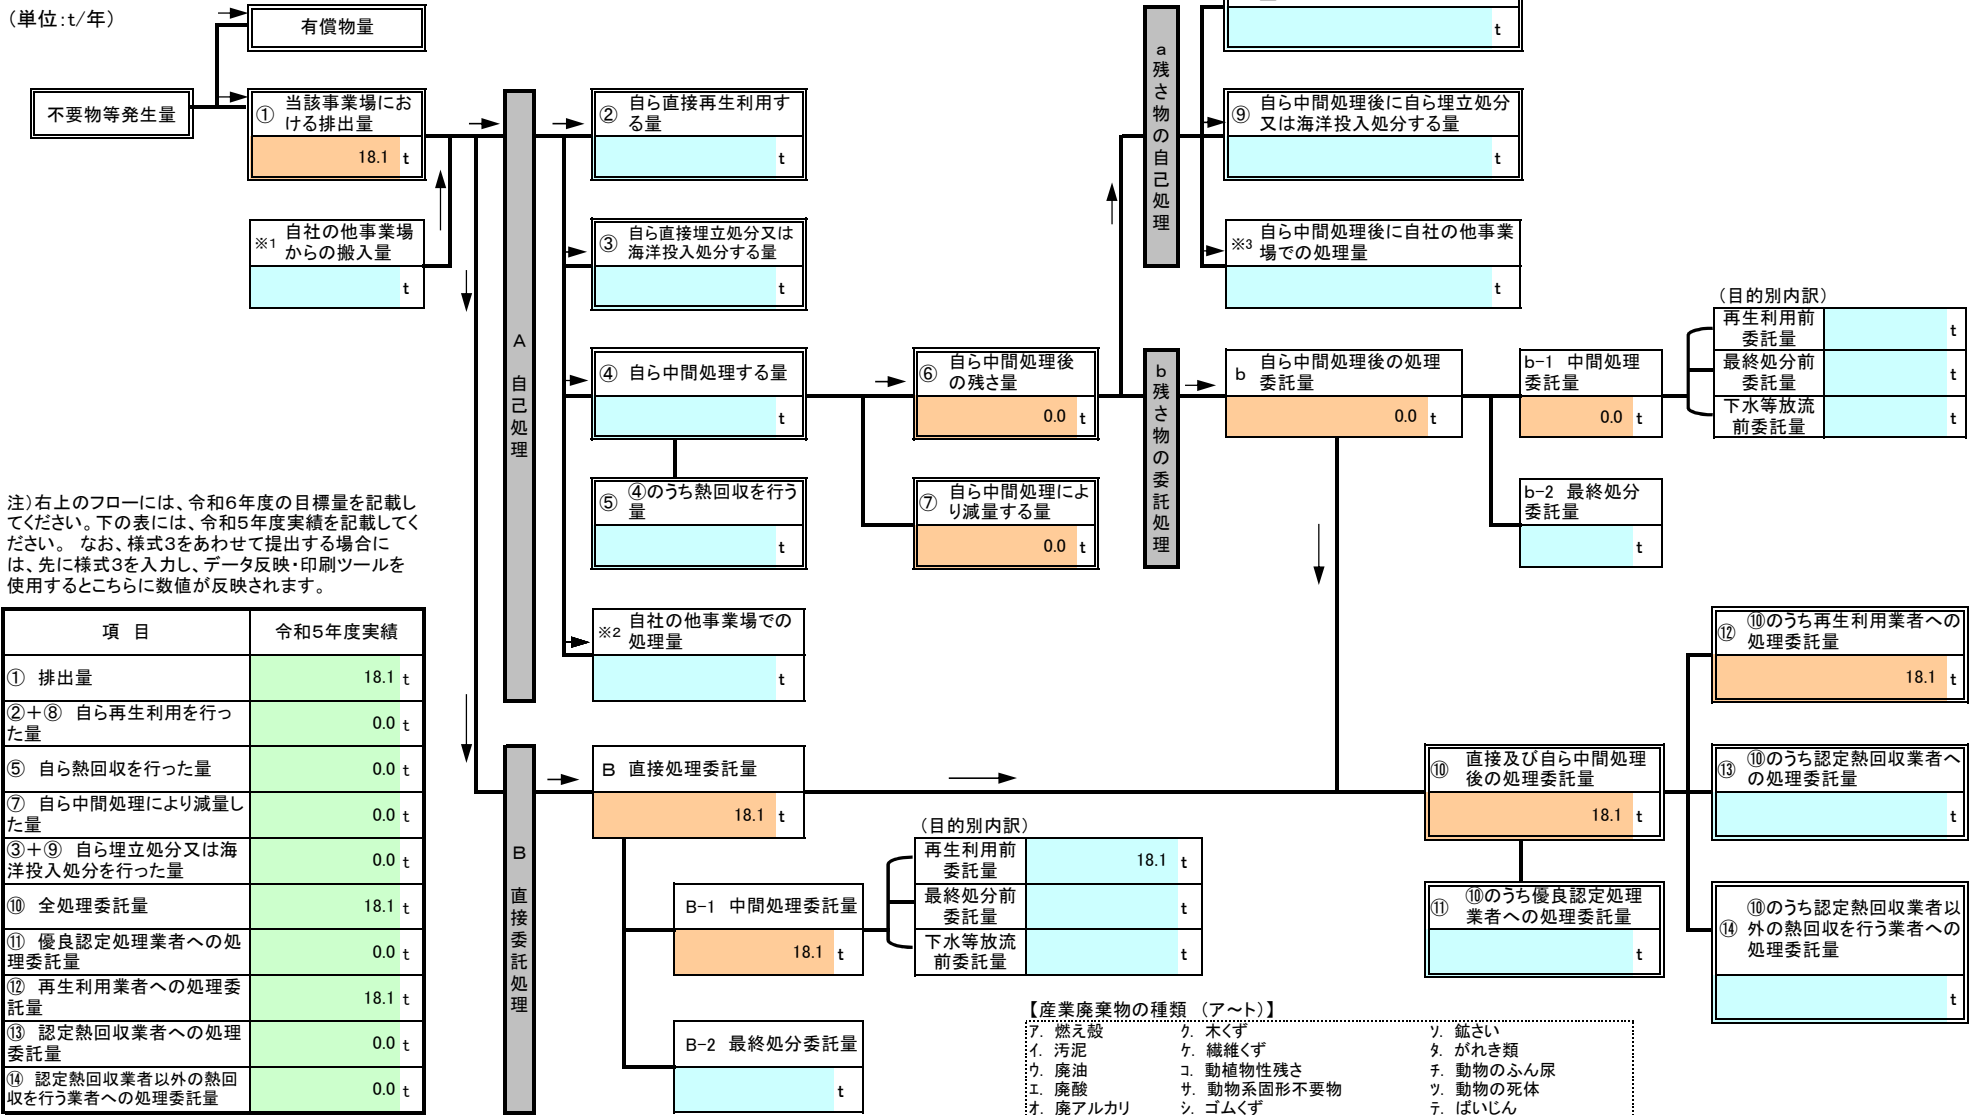 （単位：t/年）
有償物量
t
不要物等発生量
① 当該事業場における排出量
18.1 t
※1 自社の他事業場からの搬入量
t
A 自己処理
② 自ら直接再生利用する量
t
③ 自ら直接埋立処分又は海洋投入処分する量
t
④ 自ら中間処理する量
t
⑤ ④のうち熱回収を行う量
t
※2 自社の他事業場での処理量
t
⑥ 自ら中間処理後の残さ量
0.0 t
⑦ 自ら中間処理により減量する量
0.0 t
a 残さ物の自己処理
⑨ 自ら中間処理後に自ら埋立処分又は海洋投入処分する量
t
※3 自ら中間処理後に自社の他事業場での処理量
t
b 残さ物の委託処理
b 自ら中間処理後の処理委託量
0.0 t
b-1 中間処理委託量
0.0 t
b-2 最終処分委託量
t
（目的別内訳）
再生利用前委託量 t
最終処分前委託量 t
下水等放流前委託量 t
注）右上のフローには、令和６年度の目標量を記載し
てください。下の表には、令和５年度実績を記載してく
ださい。 なお、様式３をあわせて提出する場合に
は、先に様式３を入力し、データ反映・印刷ツールを
使用するとこちらに数値が反映されます。
項 目 令和５年度実績
① 排出量 18.1 t
②＋⑧ 自ら再生利用を行った量 0.0 t
⑤ 自ら熱回収を行った量 0.0 t
⑦ 自ら中間処理により減量した量 0.0 t
③＋⑨ 自ら埋立処分又は海洋投入処分を行った量 0.0 t
⑩ 全処理委託量 18.1 t
⑪ 優良認定処理業者への処理委託量 0.0 t
⑫ 再生利用業者への処理委託量 18.1 t
⑬ 認定熱回収業者への処理委託量 0.0 t
⑭ 認定熱回収業者以外の熱回収を行う業者への処理委託量 0.0 t
B 直接委託処理
B 直接処理委託量
18.1 t
B-1 中間処理委託量
18.1 t
B-2 最終処分委託量
t
（目的別内訳）
再生利用前委託量 18.1 t
最終処分前委託量 t
下水等放流前委託量 t
⑩ 直接及び自ら中間処理後の処理委託量
18.1 t
⑪ ⑩のうち優良認定処理業者への処理委託量
t
⑫ ⑩のうち再生利用業者への処理委託量
18.1 t
⑬ ⑩のうち認定熱回収業者への処理委託量
t
⑭ ⑩のうち認定熱回収業者以外の熱回収を行う業者への処理委託量
t
【産業廃棄物の種類 （ア～ト）】
ア. 燃え殻 ク. 木くず ソ. 鉱さい
イ. 汚泥 ケ. 繊維くず タ. がれき類
ウ. 廃油 コ. 動植物性残さ チ. 動物のふん尿
エ. 廃酸 サ. 動物系固形不要物 ツ. 動物の死体
オ. 廃アルカリ シ. ゴムくず テ. ばいじん